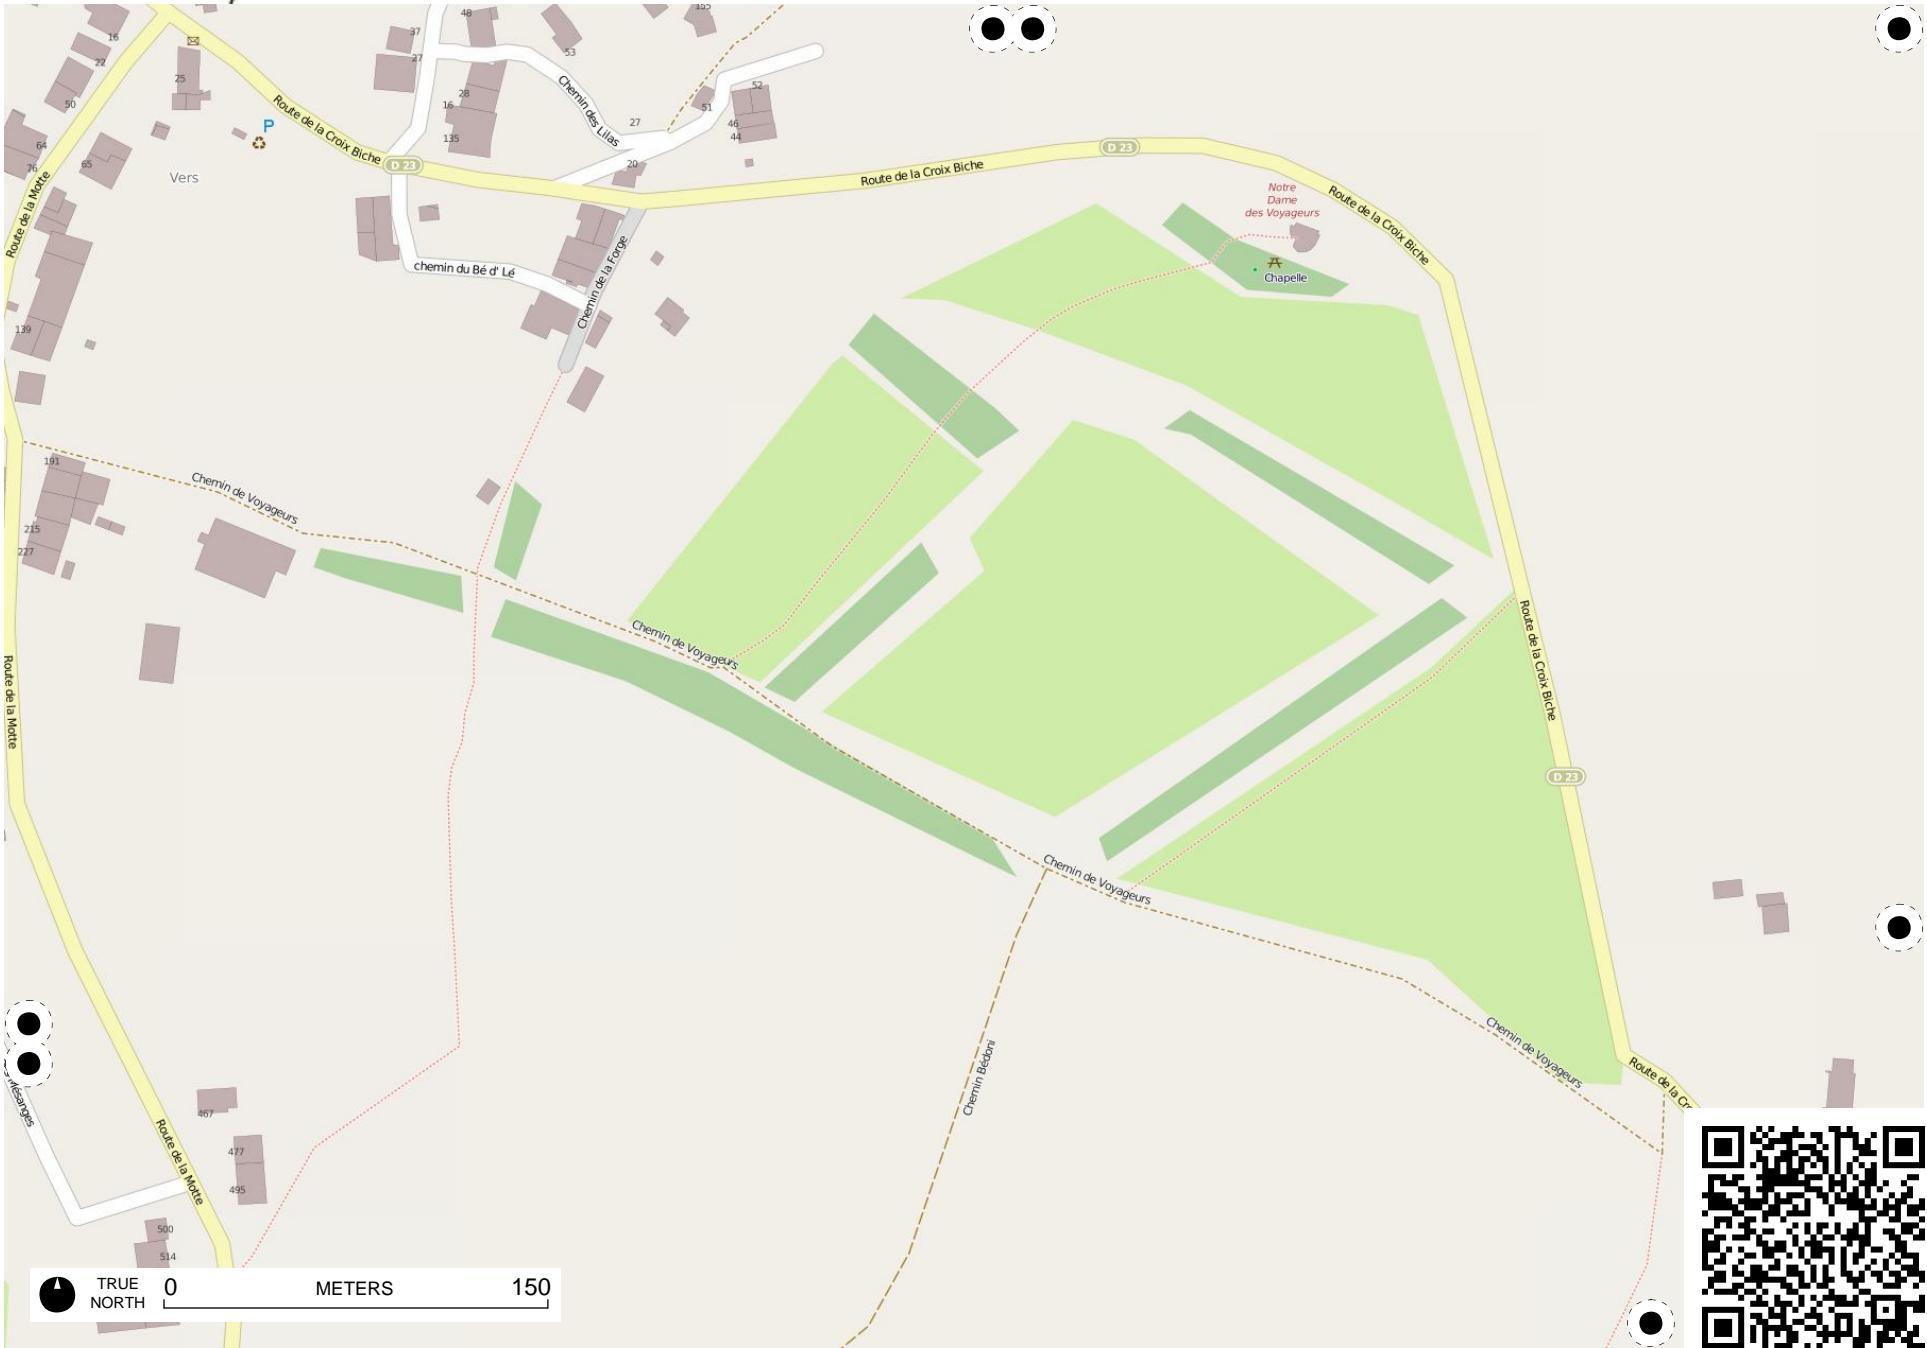 16
22
25
50
64
76
65
P
Vers
37
27
48
53
28
16
135
27
20
155
52
51
46
44
Route de la Croix Biche
D 23
Chemin des Lilas
Route de la Croix Biche
D 23
Route de la Croix Biche
Notre
Dame
des Voyageurs
Chapelle
Route de la Motte
chemin du Bé d' Lé
Chemin de la Forge
139
191
215
227
Chemin de Voyageurs
Chemin de Voyageurs
Route de la Motte
Route de la Croix Biche
D 23
Chemin de Voyageurs
Chemin de Voyageurs
Chemin Bédoni
Route de la
Mésanges
Route de la Motte
467
477
495
500
514
TRUE
NORTH
0 METERS 150